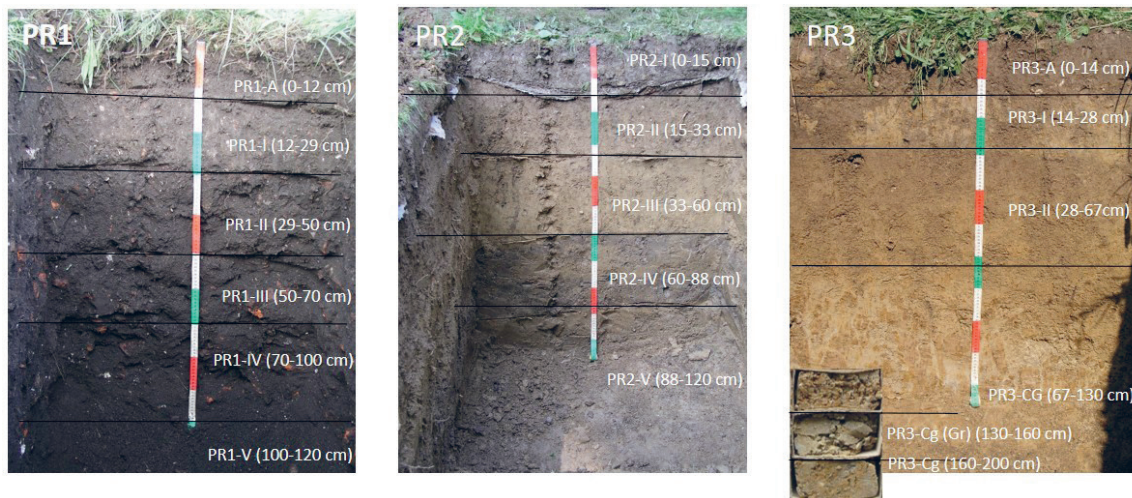 PR1
PR1-A (0-12 cm)
PR1-I (12-29 cm)
PR1-II (29-50 cm)
PR1-III (50-70 cm)
PR1-IV (70-100 cm)
PR1-V (100-120 cm)
PR2
PR2-I (0-15 cm)
PR2-II (15-33 cm)
PR2-III (33-60 cm)
PR2-IV (60-88 cm)
PR2-V (88-120 cm)
PR3
PR3-A (0-14 cm)
PR3-I (14-28 cm)
PR3-II (28-67cm)
PR3-CG (67-130 cm)
PR3-Cg (Gr) (130-160 cm)
PR3-Cg (160-200 cm)